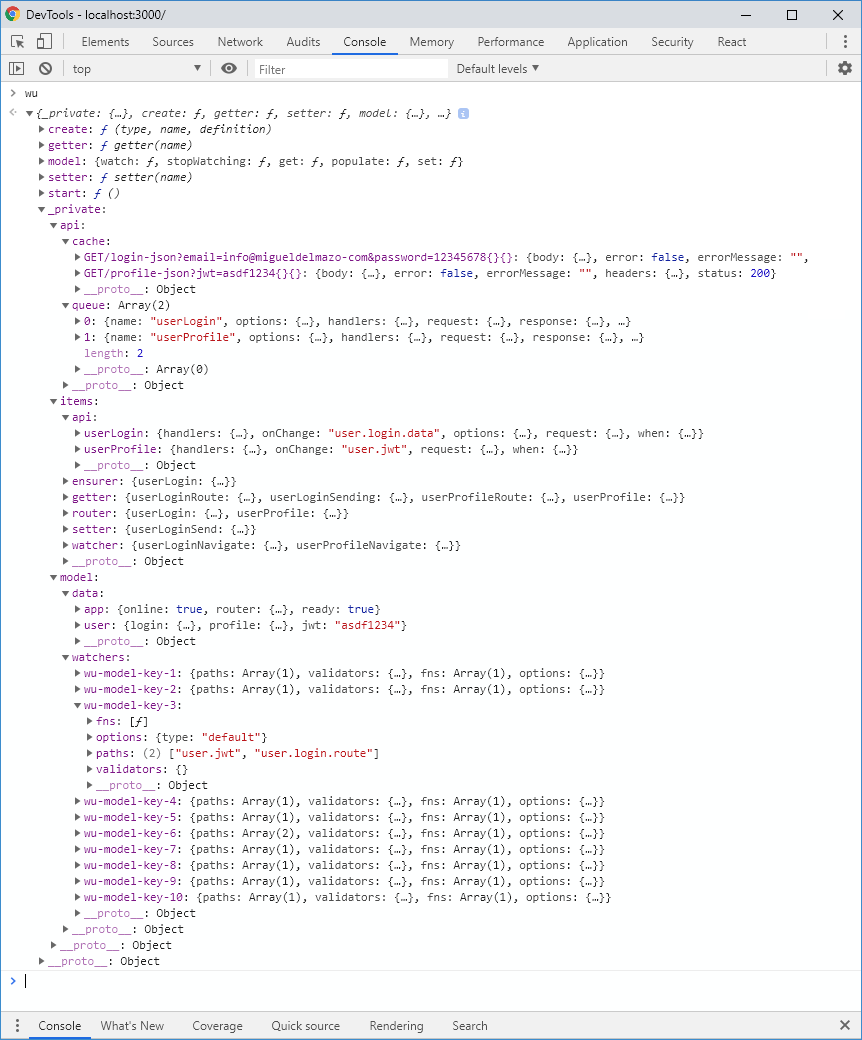 DevTools - localhost:3000/
Elements Sources Network Audits Console Memory Performance Application Security React
top Filter Default levels
wu
{_private: {…}, create: ƒ, getter: ƒ, setter: ƒ, model: {…}, …}
create: ƒ (type, name, definition)
getter: ƒ getter(name)
model: {watch: ƒ, stopWatching: ƒ, get: ƒ, populate: ƒ, set: ƒ}
setter: ƒ setter(name)
start: ƒ ()
_private:
api:
cache:
GET/login-json?email=info@migueldelmazo-com&password=12345678{}{}: {body: {…}, error: false, errorMessage: "",
GET/profile-json?jwt=asdf1234{}{}: {body: {…}, error: false, errorMessage: "", headers: {…}, status: 200}
__proto__: Object
queue: Array(2)
0: {name: "userLogin", options: {…}, handlers: {…}, request: {…}, response: {…}, …}
1: {name: "userProfile", options: {…}, handlers: {…}, request: {…}, response: {…}, …}
length: 2
__proto__: Array(0)
__proto__: Object
items:
api:
userLogin: {handlers: {…}, onChange: "user.login.data", options: {…}, request: {…}, when: {…}}
userProfile: {handlers: {…}, onChange: "user.jwt", request: {…}, when: {…}}
__proto__: Object
ensurer: {userLogin: {…}}
getter: {userLoginRoute: {…}, userLoginSending: {…}, userProfileRoute: {…}, userProfile: {…}}
router: {userLogin: {…}, userProfile: {…}}
setter: {userLoginSend: {…}}
watcher: {userLoginNavigate: {…}, userProfileNavigate: {…}}
__proto__: Object
model:
data:
app: {online: true, router: {…}, ready: true}
user: {login: {…}, profile: {…}, jwt: "asdf1234"}
__proto__: Object
watchers:
wu-model-key-1: {paths: Array(1), validators: {…}, fns: Array(1), options: {…}}
wu-model-key-2: {paths: Array(1), validators: {…}, fns: Array(1), options: {…}}
wu-model-key-3:
fns: [ƒ]
options: {type: "default"}
paths: (2) ["user.jwt", "user.login.route"]
validators: {}
__proto__: Object
wu-model-key-4: {paths: Array(1), validators: {…}, fns: Array(1), options: {…}}
wu-model-key-5: {paths: Array(1), validators: {…}, fns: Array(1), options: {…}}
wu-model-key-6: {paths: Array(2), validators: {…}, fns: Array(1), options: {…}}
wu-model-key-7: {paths: Array(1), validators: {…}, fns: Array(1), options: {…}}
wu-model-key-8: {paths: Array(1), validators: {…}, fns: Array(1), options: {…}}
wu-model-key-9: {paths: Array(1), validators: {…}, fns: Array(1), options: {…}}
wu-model-key-10: {paths: Array(1), validators: {…}, fns: Array(1), options: {…}}
__proto__: Object
__proto__: Object
__proto__: Object
__proto__: Object
Console What's New Coverage Quick source Rendering Search